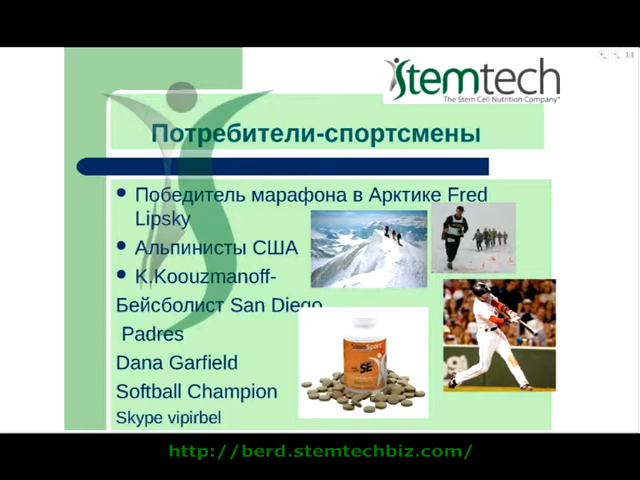 Stemtech
The Stem Cell Nutrition Company
Потребители-спортсмены
Победитель марафона в Арктике Fred
Lipsky
Альпинисты США
K.Koouzmanoff-
Бейсболист San Diego
Padres
Dana Garfield
Softball Champion
Skype vipirbel
SE
http://berd.stemtechbiz.com/